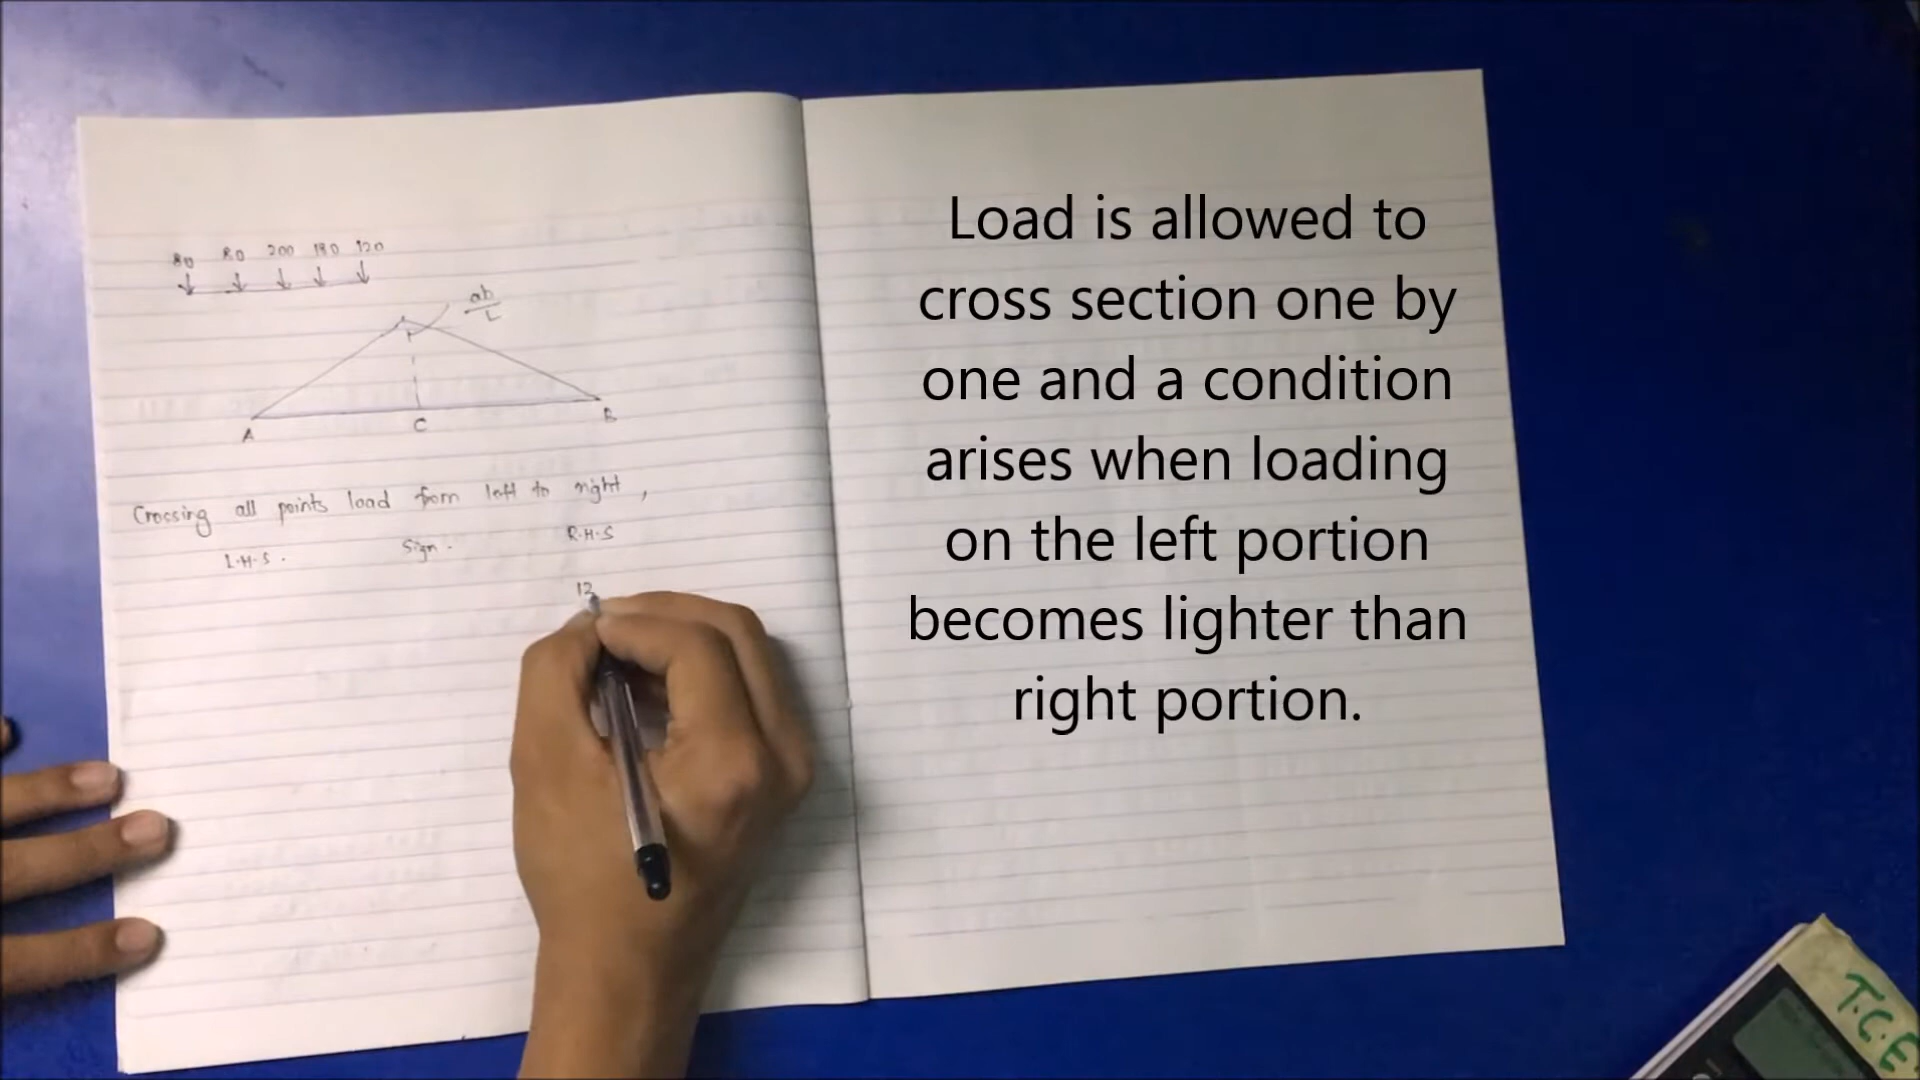 80 80 200 180 120
ab
L
A C B
Crossing all points load from left to right,
L.H.S. Sign. R.H.S
12
Load is allowed to
cross section one by
one and a condition
arises when loading
on the left portion
becomes lighter than
right portion.
T.C.E